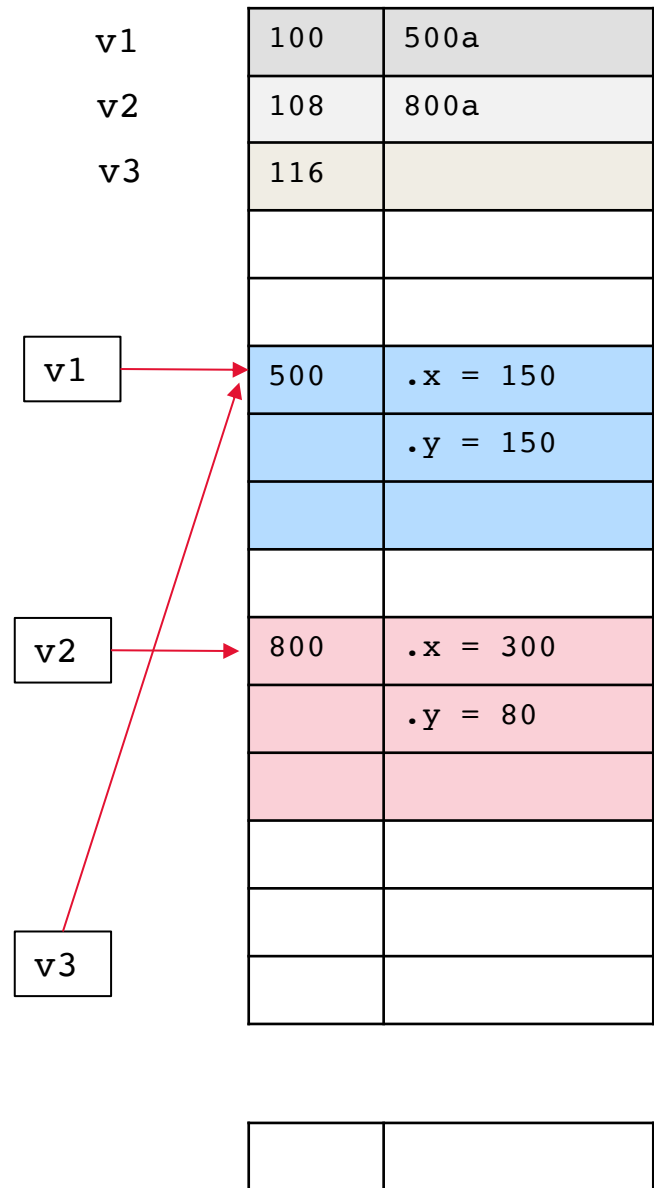 v1 100 500a
v2 108 800a
v3 116
v1 500 .x = 150
.y = 150
v2 800 .x = 300
.y = 80
v3